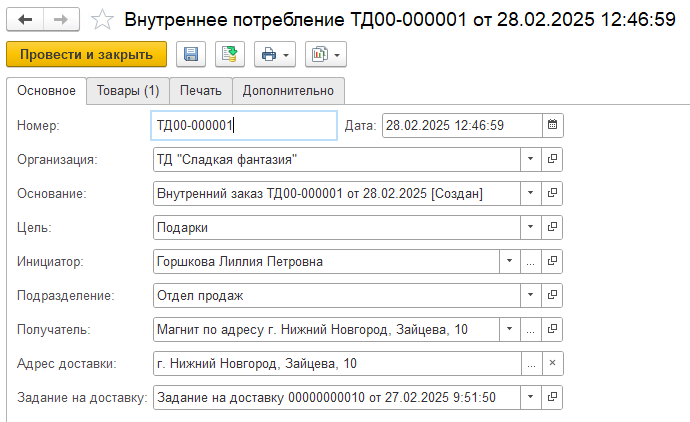 Внутреннее потребление ТД00-000001 от 28.02.2025 12:46:59
Провести и закрыть
Основное Товары (1) Печать Дополнительно
Номер: ТД00-000001 Дата: 28.02.2025 12:46:59
Организация: ТД "Сладкая фантазия"
Основание: Внутренний заказ ТД00-000001 от 28.02.2025 [Создан]
Цель: Подарки
Инициатор: Горшкова Лиллия Петровна ...
Подразделение: Отдел продаж
Получатель: Магнит по адресу г. Нижний Новгород, Зайцева, 10 ...
Адрес доставки: г. Нижний Новгород, Зайцева, 10 ... ×
Задание на доставку: Задание на доставку 00000000010 от 27.02.2025 9:51:50